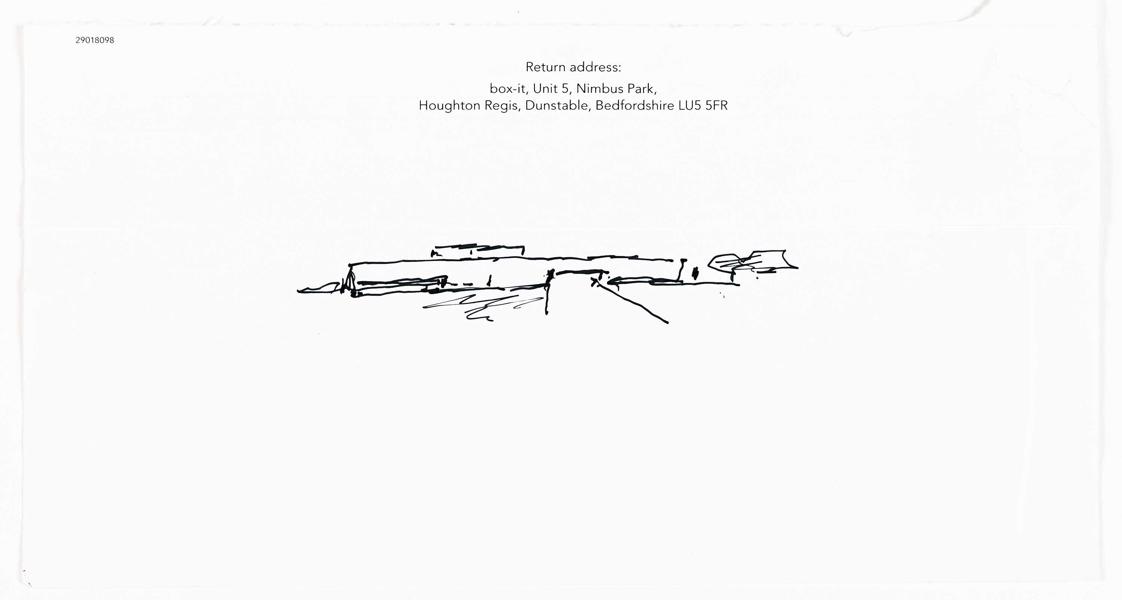 29018098
Return address:
box-it, Unit 5, Nimbus Park,
Houghton Regis, Dunstable, Bedfordshire LU5 5FR